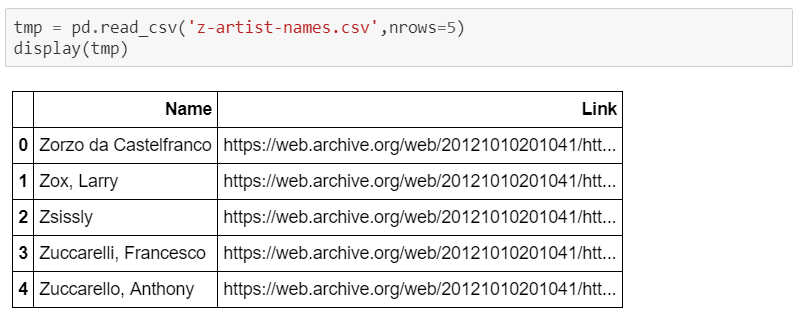 tmp = pd.read_csv('z-artist-names.csv',nrows=5)
display(tmp)
Name Link
0 Zorzo da Castelfranco https://web.archive.org/web/20121010201041/htt...
1 Zox, Larry https://web.archive.org/web/20121010201041/htt...
2 Zsissly https://web.archive.org/web/20121010201041/htt...
3 Zuccarelli, Francesco https://web.archive.org/web/20121010201041/htt...
4 Zuccarello, Anthony https://web.archive.org/web/20121010201041/htt...